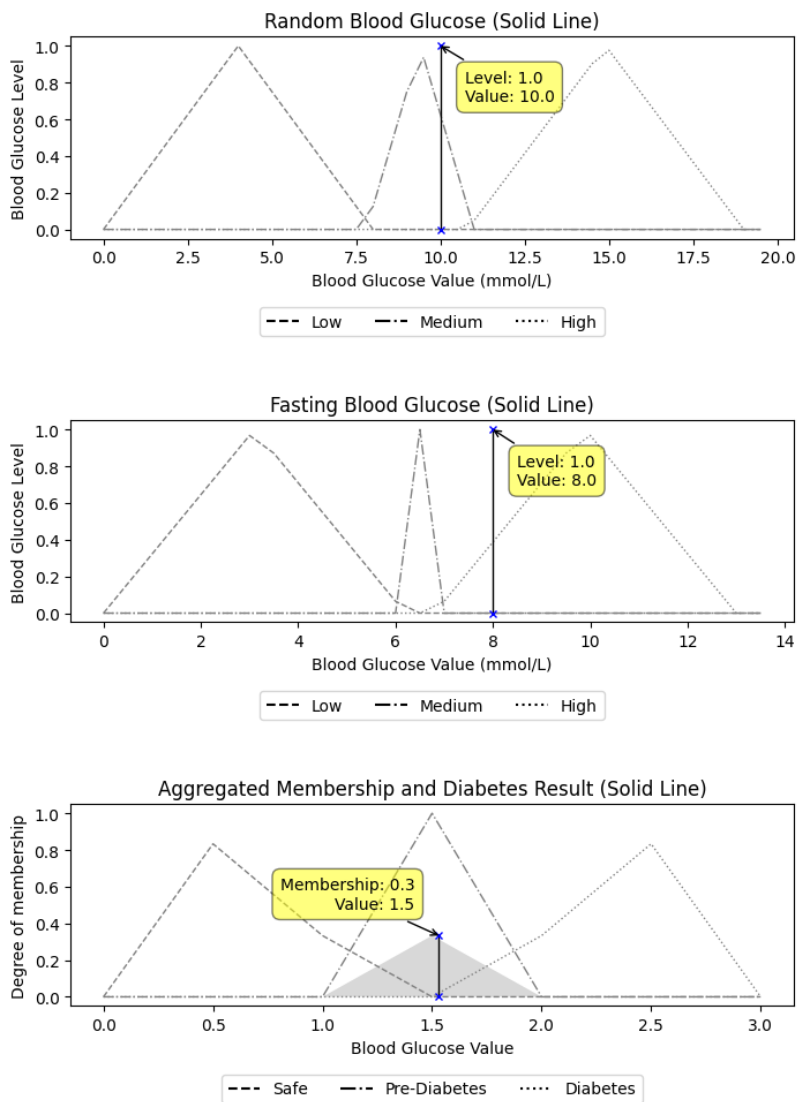 Random Blood Glucose (Solid Line)
1.0
0.8
0.6
0.4
0.2
0.0
Blood Glucose Level
Level: 1.0
Value: 10.0
0.0 2.5 5.0 7.5 10.0 12.5 15.0 17.5 20.0
Blood Glucose Value (mmol/L)
Low Medium High
Fasting Blood Glucose (Solid Line)
1.0
0.8
0.6
0.4
0.2
0.0
Blood Glucose Level
Level: 1.0
Value: 8.0
0 2 4 6 8 10 12 14
Blood Glucose Value (mmol/L)
Low Medium High
Aggregated Membership and Diabetes Result (Solid Line)
1.0
0.8
0.6
0.4
0.2
0.0
Degree of membership
Membership: 0.3
Value: 1.5
0.0 0.5 1.0 1.5 2.0 2.5 3.0
Blood Glucose Value
Safe Pre-Diabetes Diabetes